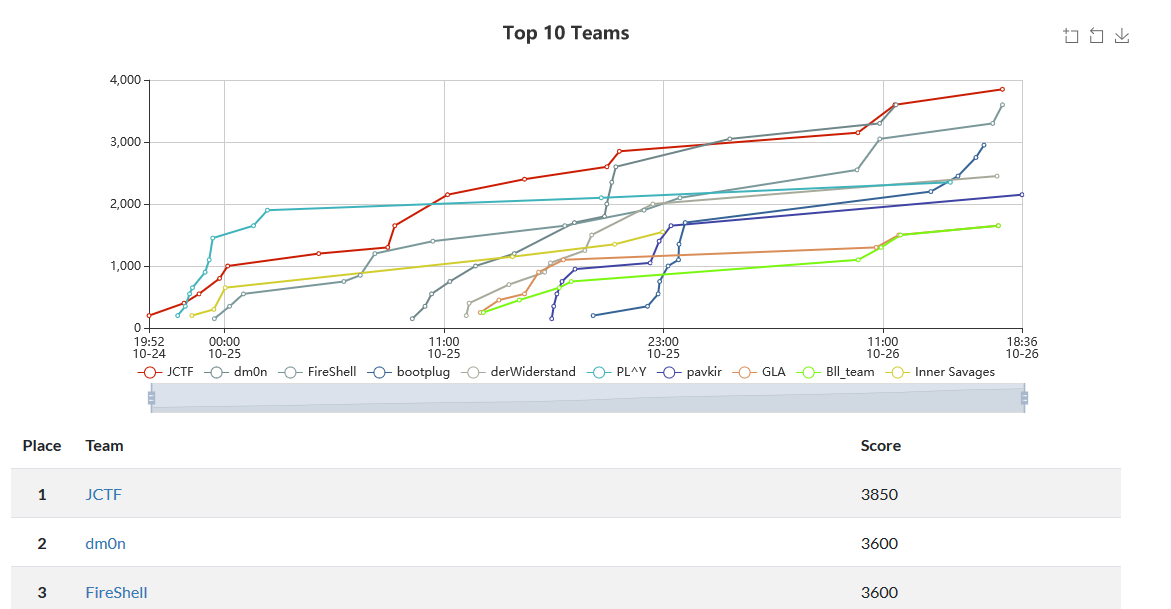 Top 10 Teams
4,000
3,000
2,000
1,000
0
19:52 00:00 11:00 23:00 11:00 18:36
10-24 10-25 10-25 10-25 10-26 10-26
JCTF dm0n FireShell bootplug derWiderstand PL^Y pavkir GLA Bll_team Inner Savages
Place Team Score
1 JCTF 3850
2 dm0n 3600
3 FireShell 3600